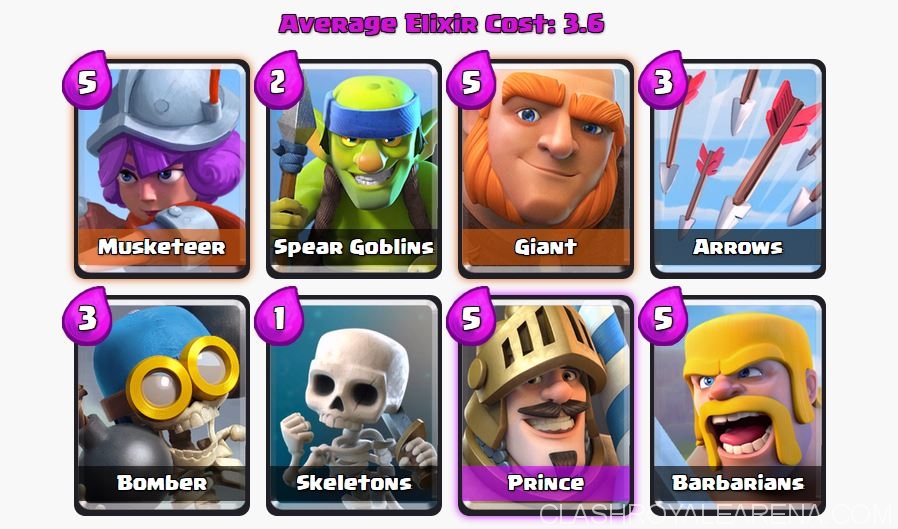 Average Elixir Cost: 3.6
5 2 5 3
Musketeer Spear Goblins Giant Arrows
3 1 5 5
Bomber Skeletons Prince Barbarians
CLASHROYALEARENA.COM